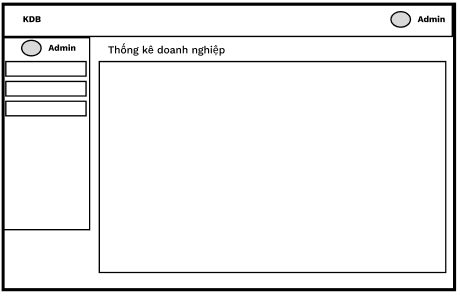 KDB
Admin
Admin
Thống kê doanh nghiệp